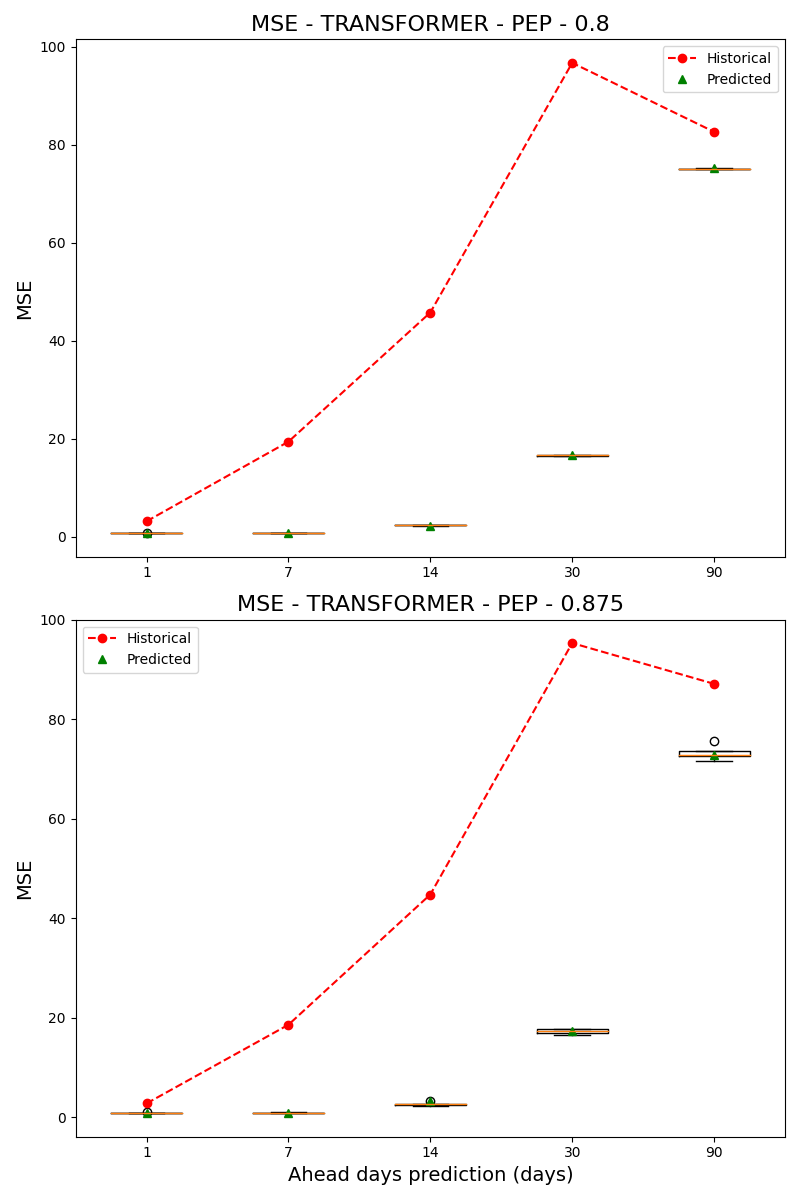 MSE - TRANSFORMER - PEP - 0.8
100
80
60
40
20
0
MSE
Historical
Predicted
1 7 14 30 90
MSE - TRANSFORMER - PEP - 0.875
100
80
60
40
20
0
MSE
Historical
Predicted
1 7 14 30 90
Ahead days prediction (days)